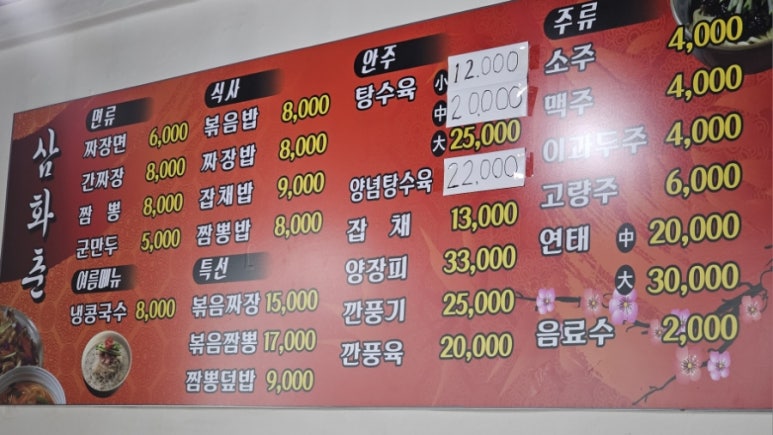 삼화춘
면류
짜장면 6,000
간짜장 8,000
짬뽕 8,000
군만두 5,000
여름메뉴
냉콩국수 8,000
식사
볶음밥 8,000
짜장밥 8,000
잡채밥 9,000
짬뽕밥 8,000
특선
볶음짜장 15,000
볶음짬뽕 17,000
짬뽕덮밥 9,000
안주
탕수육 小 12.000
中 20,000
大 25,000
양념탕수육 22,000
잡채 13,000
양장피 33,000
깐풍기 25,000
깐풍육 20,000
주류
소주 4,000
맥주 4,000
이과두주 4,000
고량주 6,000
연태 中 20,000
大 30,000
음료수 2,000